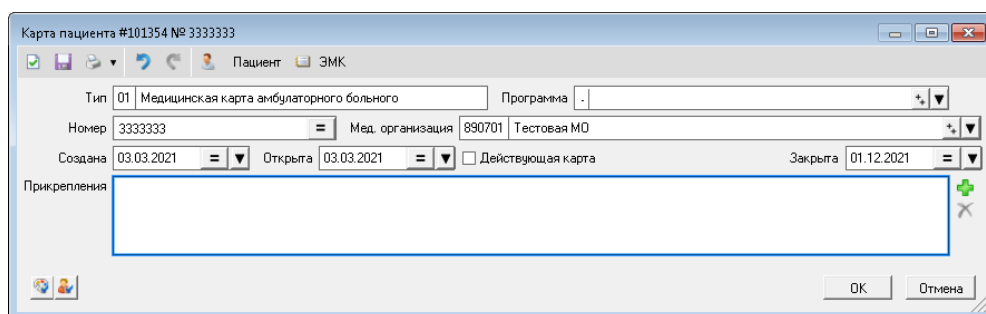 Карта пациента #101354 № 3333333
Пациент ЭМК
Тип 01 Медицинская карта амбулаторного больного Программа .
Номер 3333333 = Мед. организация 890701 Тестовая МО
Создана 03.03.2021 = Открыта 03.03.2021 = Действующая карта Закрыта 01.12.2021 =
Прикрепления
ОК Отмена